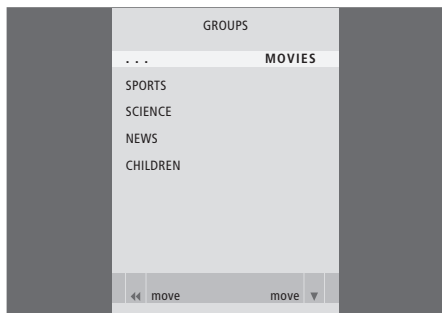 GROUPS
. . . MOVIES
SPORTS
SCIENCE
NEWS
CHILDREN
move move